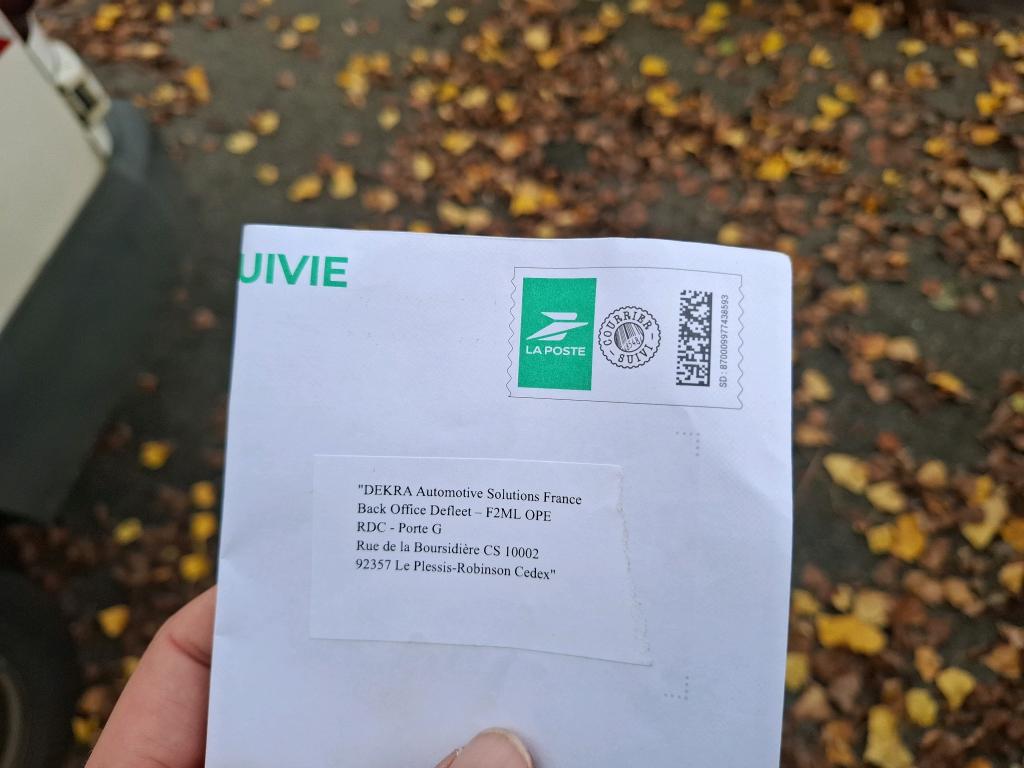 UIVIE
LA POSTE
COURRIER
SUIVI
SD : 870009977438593
"DEKRA Automotive Solutions France
Back Office Defleet – F2ML OPE
RDC - Porte G
Rue de la Boursidière CS 10002
92357 Le Plessis-Robinson Cedex"